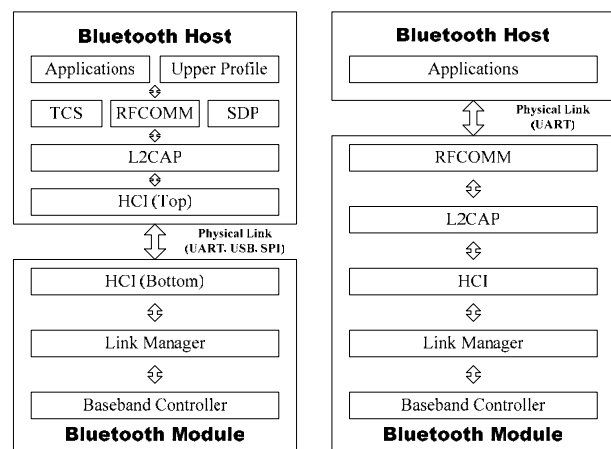 Bluetooth Host
Applications
Upper Profile
TCS
RFCOMM
SDP
L2CAP
HCI (Top)
Physical Link
(UART. USB. SPI)
HCI (Bottom)
Link Manager
Baseband Controller
Bluetooth Module
Bluetooth Host
Applications
Physical Link
(UART)
RFCOMM
L2CAP
HCI
Link Manager
Baseband Controller
Bluetooth Module